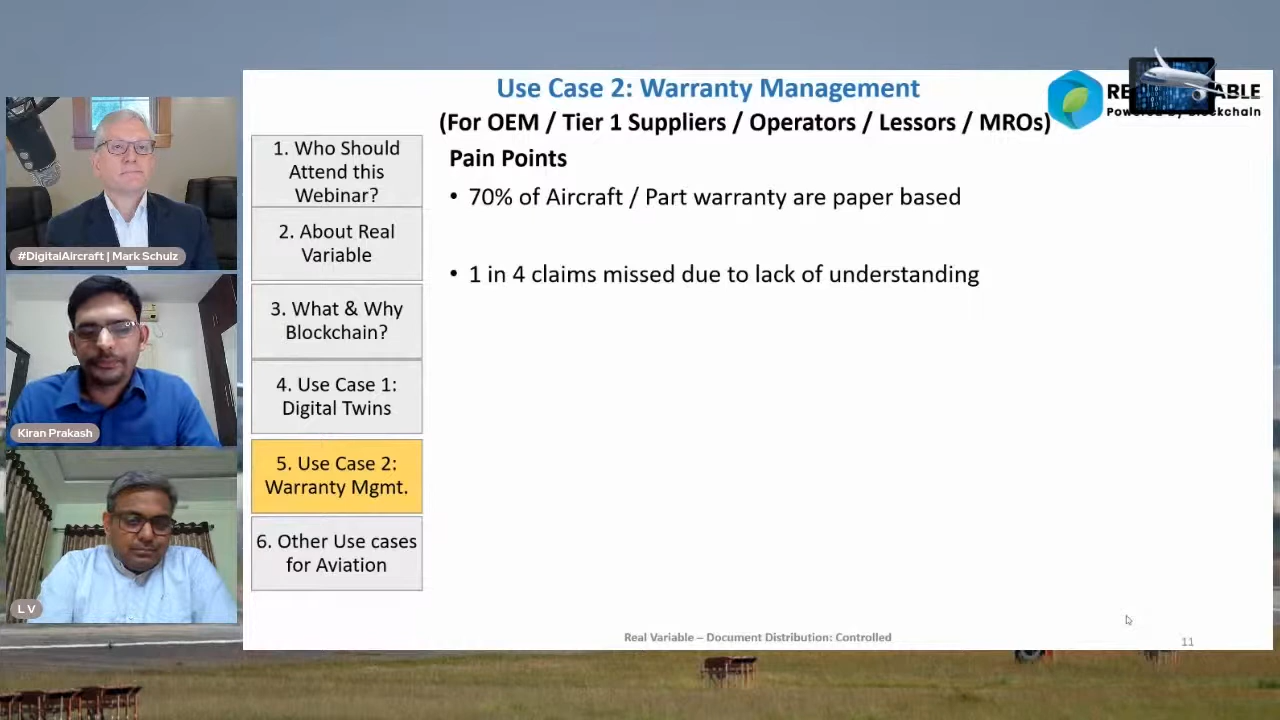 Use Case 2: Warranty Management
(For OEM / Tier 1 Suppliers / Operators / Lessors / MROs)
Pain Points
• 70% of Aircraft / Part warranty are paper based
• 1 in 4 claims missed due to lack of understanding
1. Who Should
Attend this
Webinar?
2. About Real
Variable
3. What & Why
Blockchain?
4. Use Case 1:
Digital Twins
5. Use Case 2:
Warranty Mgmt.
6. Other Use cases
for Aviation
#DigitalAircraft | Mark Schulz
Kiran Prakash
L V
Blockchain
Real Variable – Document Distribution: Controlled
11